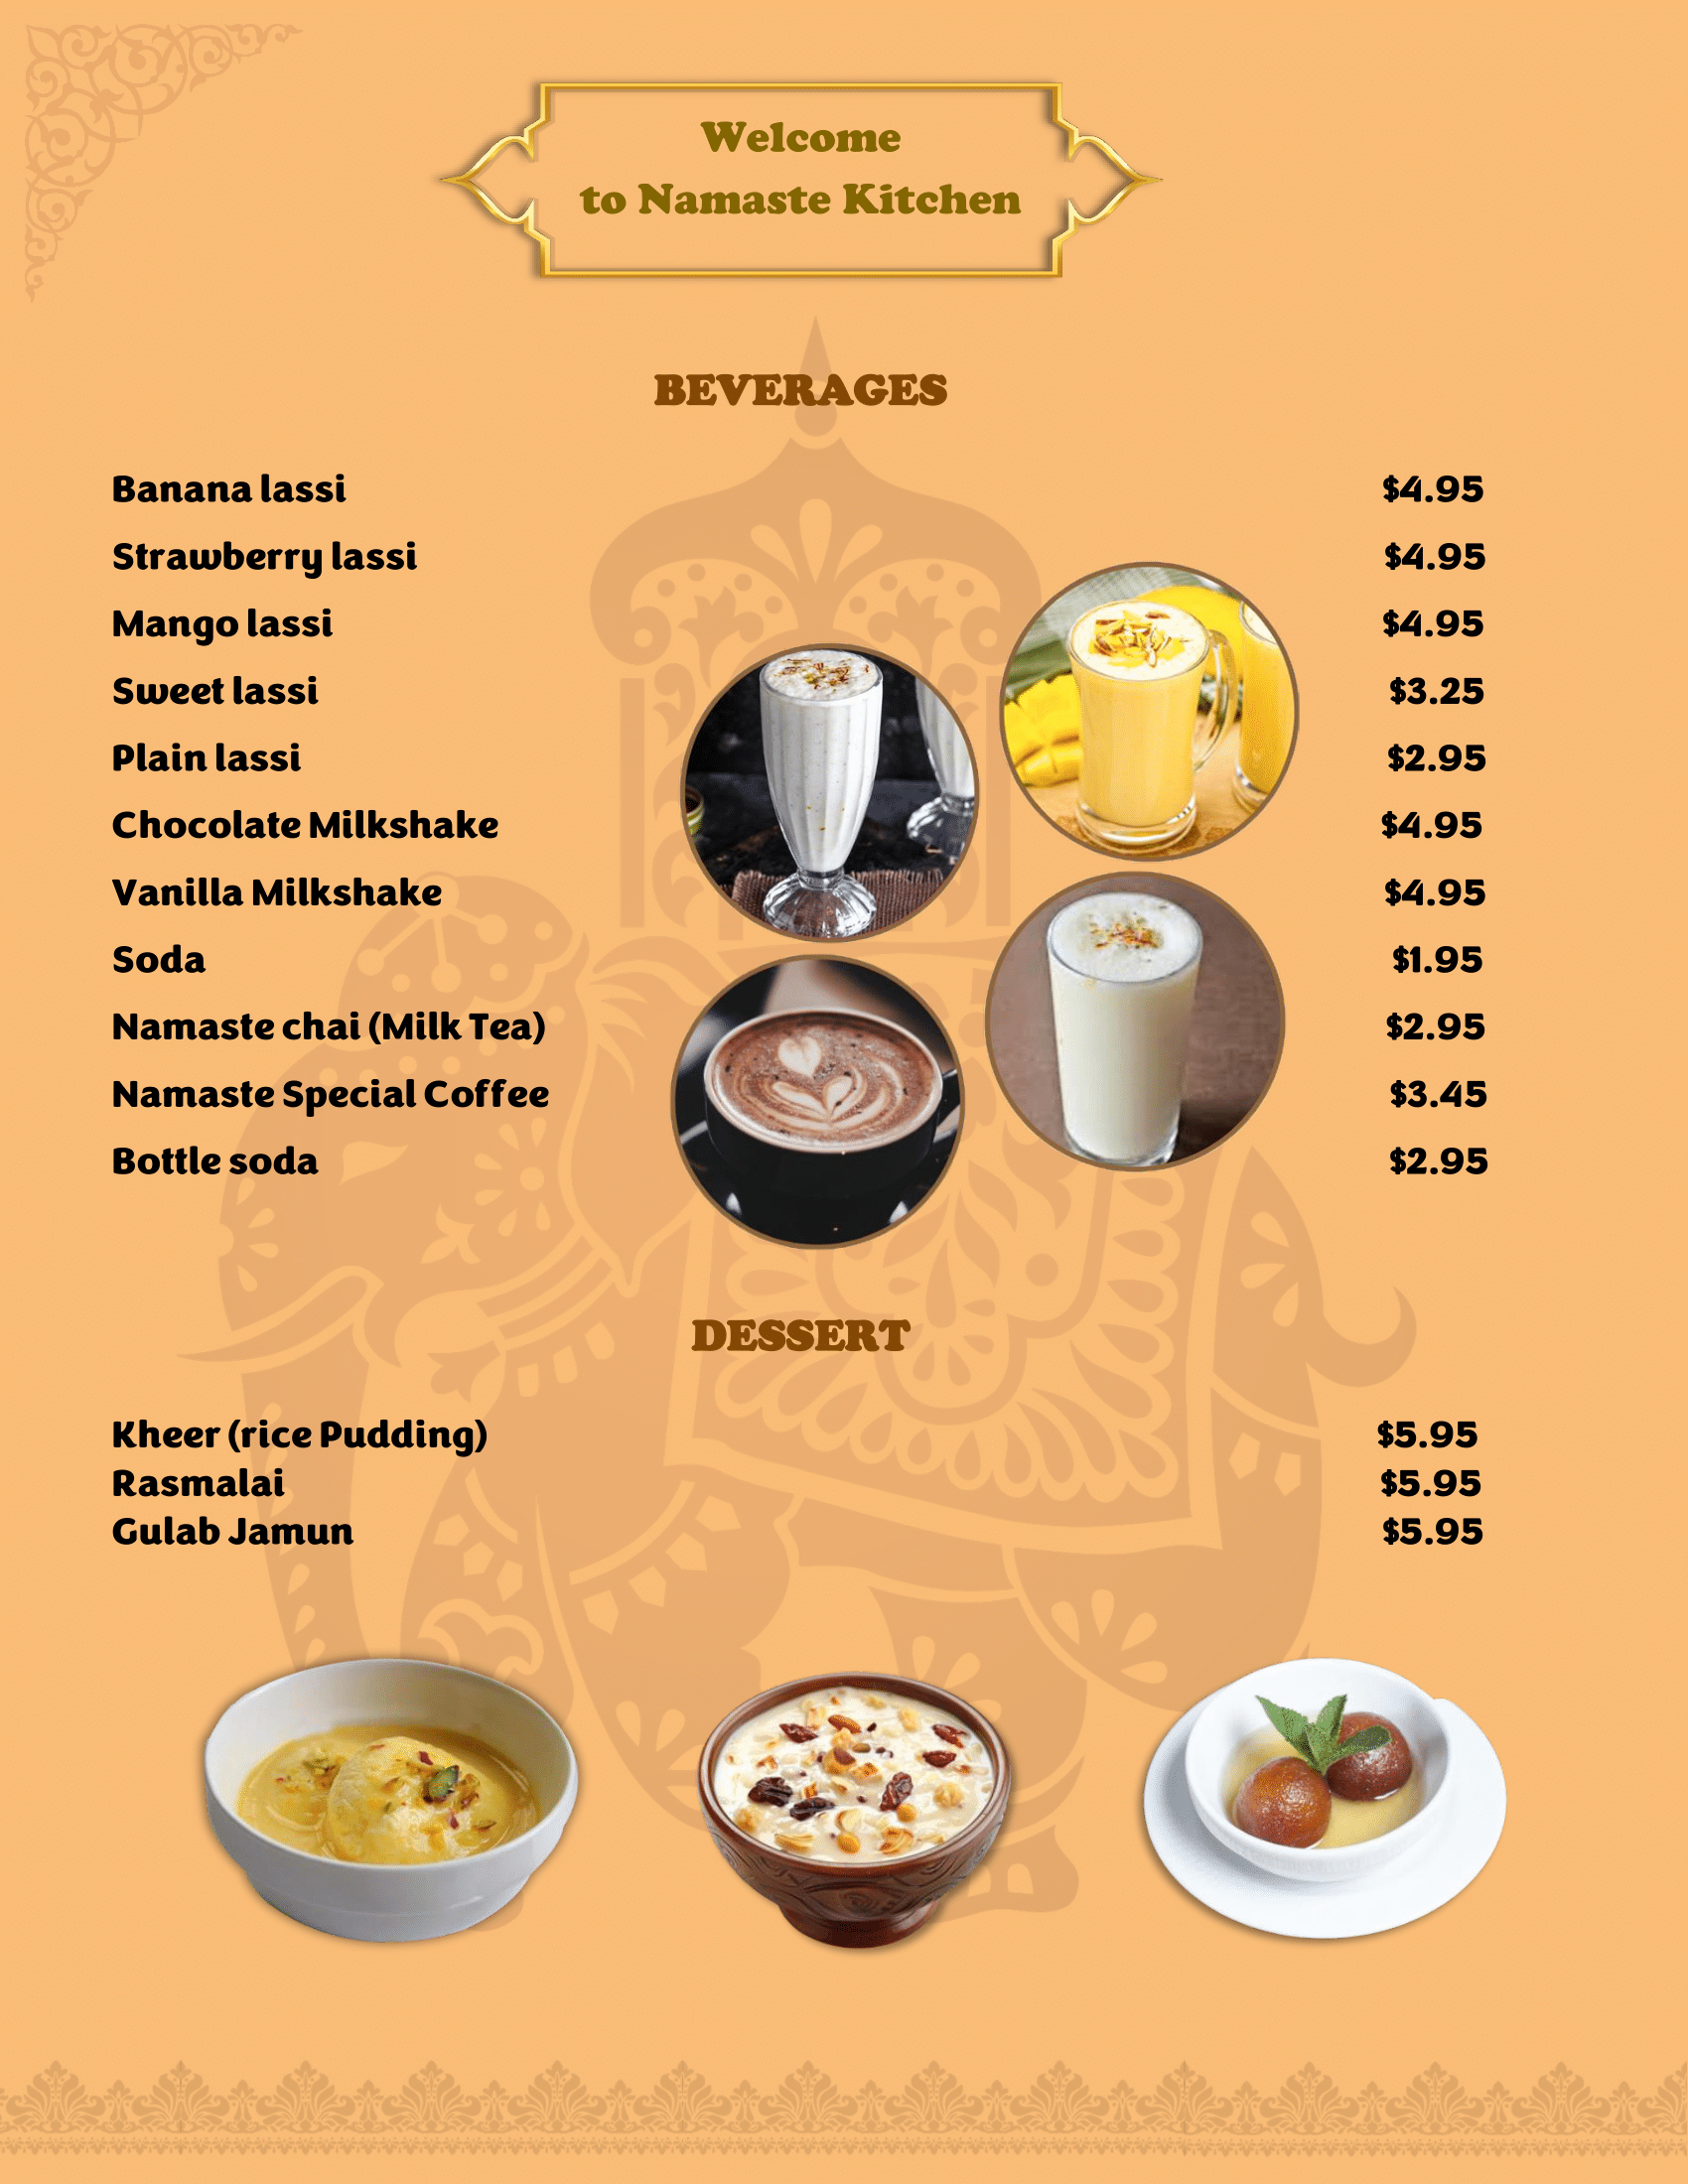 Welcome
to Namaste Kitchen
BEVERAGES
Banana lassi $4.95
Strawberry lassi $4.95
Mango lassi $4.95
Sweet lassi $3.25
Plain lassi $2.95
Chocolate Milkshake $4.95
Vanilla Milkshake $4.95
Soda $1.95
Namaste chai (Milk Tea) $2.95
Namaste Special Coffee $3.45
Bottle soda $2.95
DESSERT
Kheer (rice Pudding) $5.95
Rasmalai $5.95
Gulab Jamun $5.95